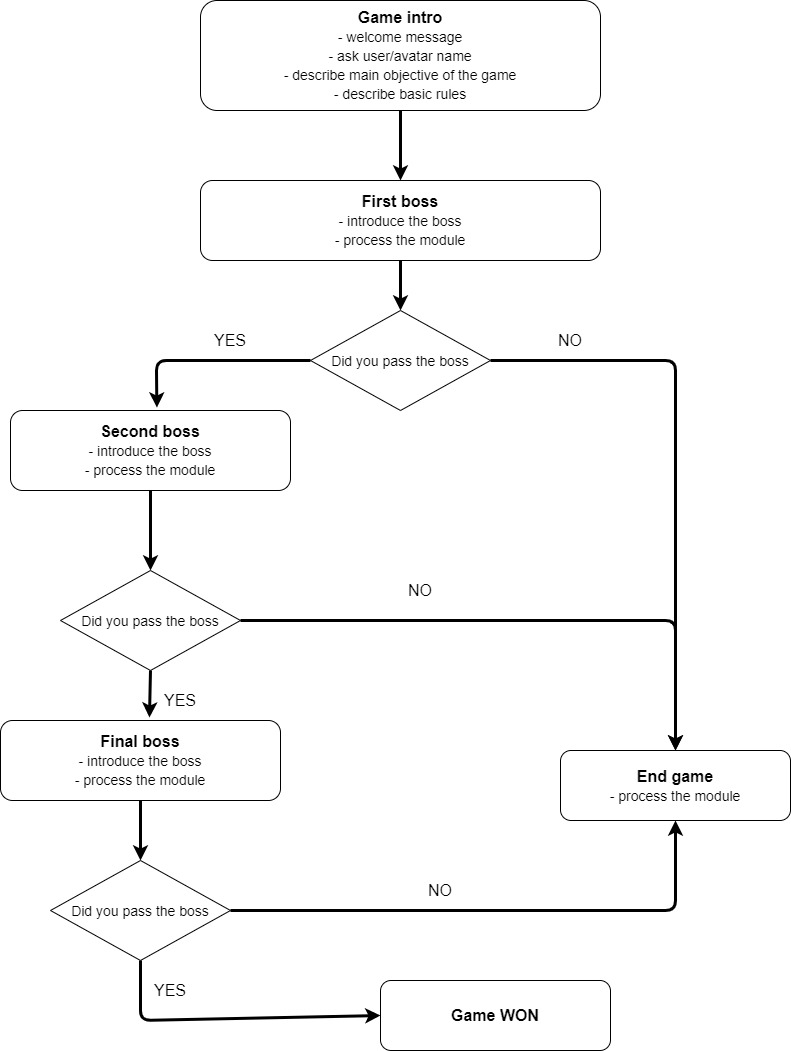 Game intro
- welcome message
- ask user/avatar name
- describe main objective of the game
- describe basic rules
First boss
- introduce the boss
- process the module
YES
NO
Did you pass the boss
Second boss
- introduce the boss
- process the module
NO
Did you pass the boss
YES
Final boss
- introduce the boss
- process the module
End game
- process the module
NO
Did you pass the boss
YES
Game WON